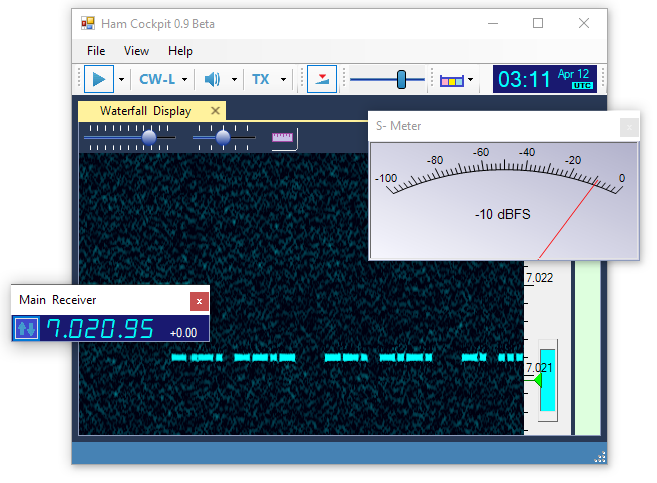 Ham Cockpit 0.9 Beta
File View Help
CW-L TX 03:11 Apr 12 UTC
Waterfall Display
S- Meter
-100 -80 -60 -40 -20 0
-10 dBFS
7.022
Main Receiver
7.020.95 +0.00
7.021